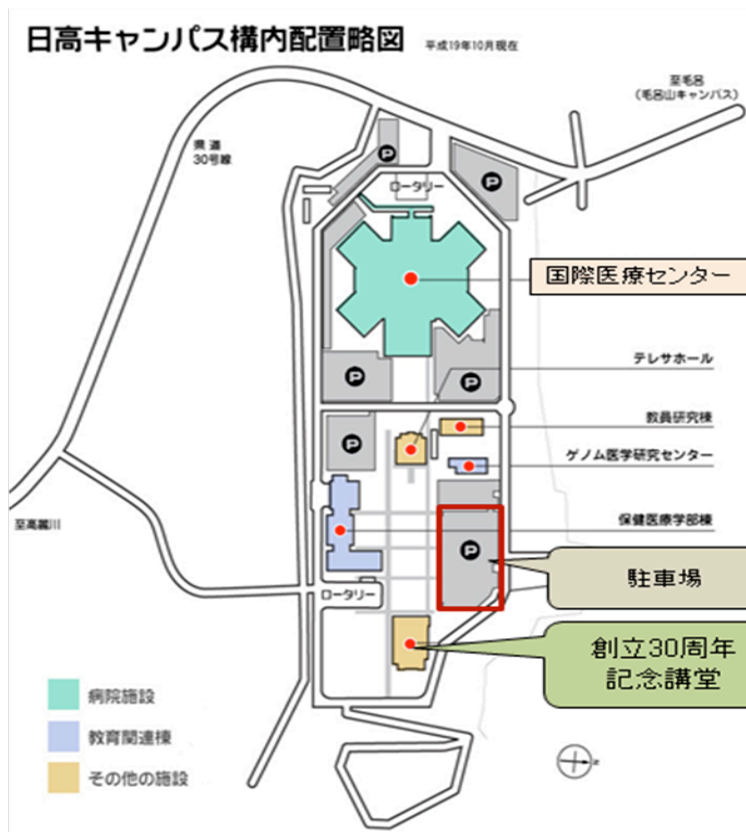 日高キャンパス構内配置略図 平成19年10月現在
至毛呂
(毛呂山キャンパス)
県道
30号線
P
P
ロータリー
国際医療センター
テレサホール
P
P
教員研究棟
P
ゲノム医学研究センター
至高麗川
保健医療学部棟
P
駐車場
ロータリー
創立30周年
記念講堂
病院施設
教育関連棟
その他の施設
N